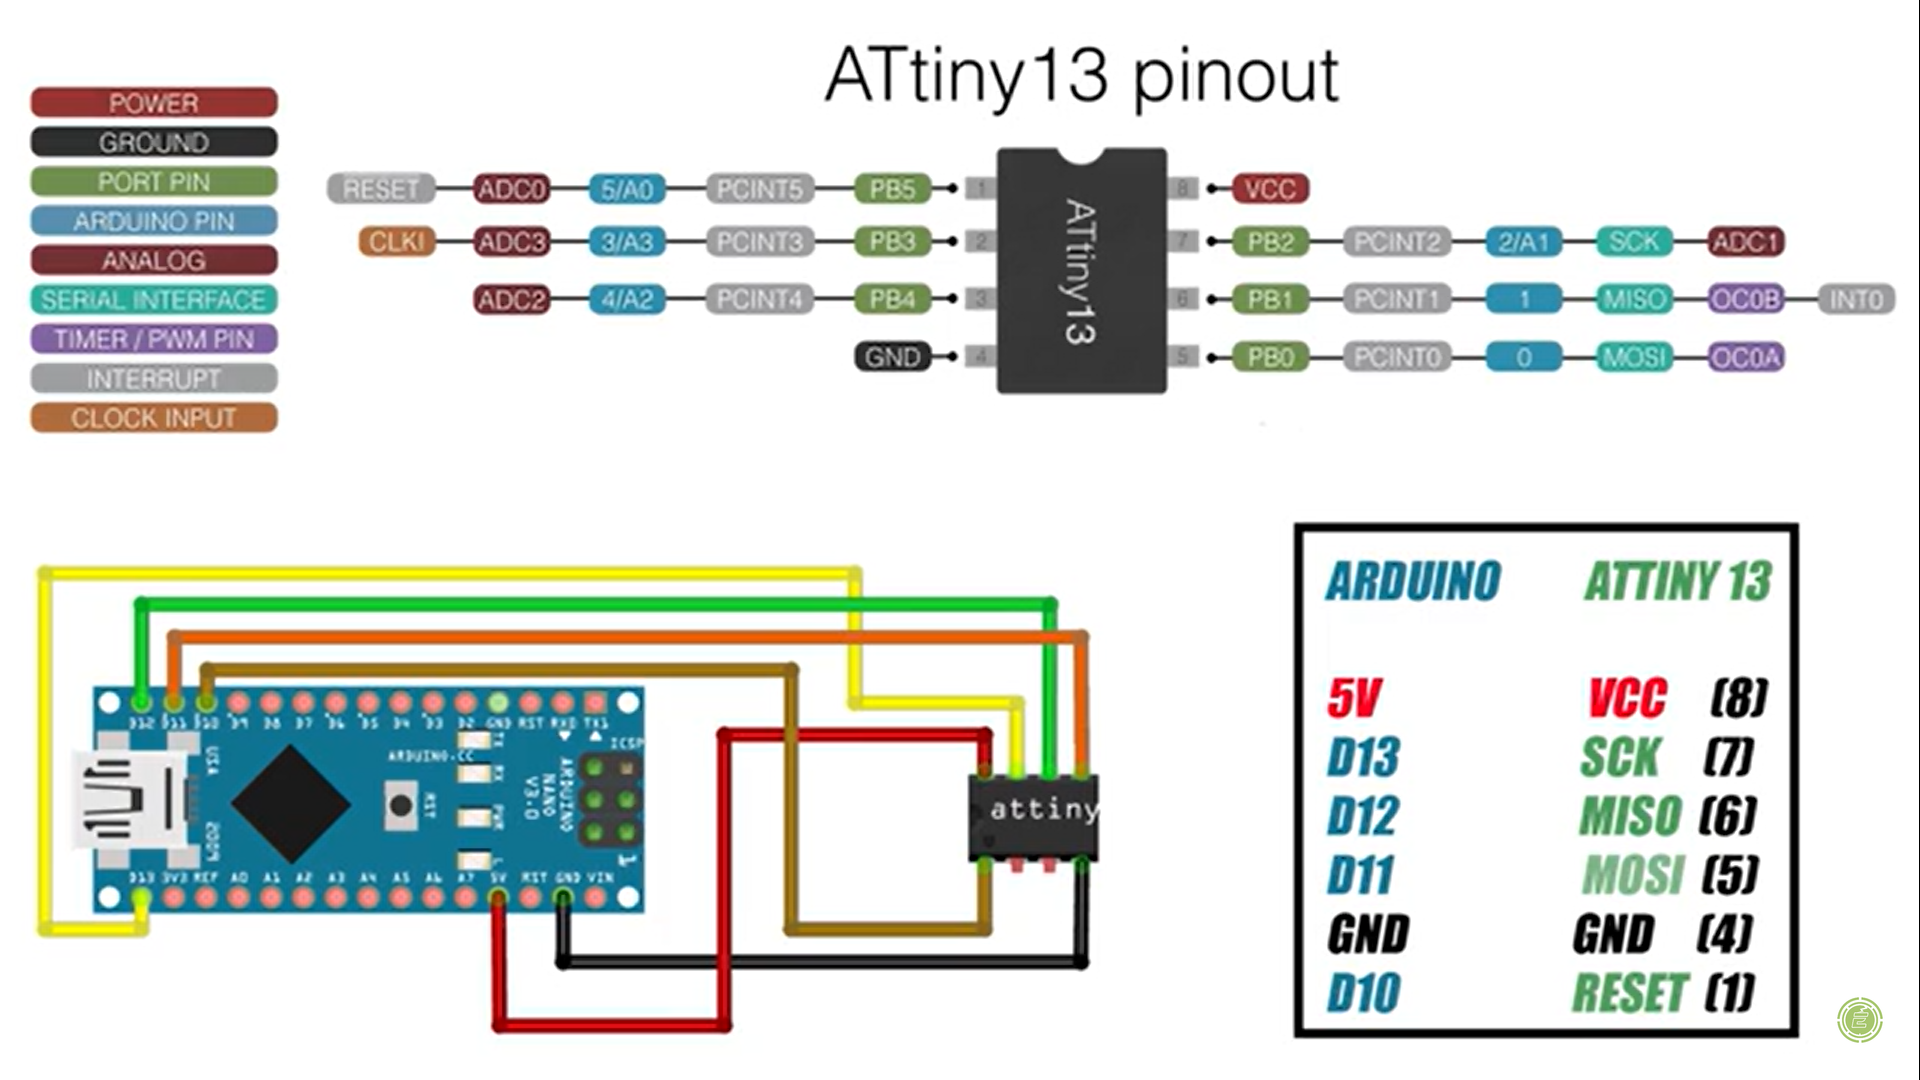 ATtiny13 pinout
POWER
GROUND
PORT PIN
ARDUINO PIN
ANALOG
SERIAL INTERFACE
TIMER / PWM PIN
INTERRUPT
CLOCK INPUT
RESET ADC0 5/A0 PCINT5 PB5 1 8 VCC
CLKI ADC3 3/A3 PCINT3 PB3 2 7 PB2 PCINT2 2/A1 SCK ADC1
ADC2 4/A2 PCINT4 PB4 3 6 PB1 PCINT1 1 MISO OC0B INT0
GND 4 5 PB0 PCINT0 0 MOSI OC0A
ATtiny13
D12 D11 D10 D9 D8 D7 D6 D5 D4 D3 D2 GND RST RX0 TX1
USA
2009
ARDUINO.CC
RST
TX
RX
PWR
L
ARDUINO
NANO
V3.0
ICSP
1
D13 3V3 REF A0 A1 A2 A3 A4 A5 A6 A7 5V RST GND VIN
attiny
ARDUINO ATTINY 13
5V VCC (8)
D13 SCK (7)
D12 MISO (6)
D11 MOSI (5)
GND GND (4)
D10 RESET (1)